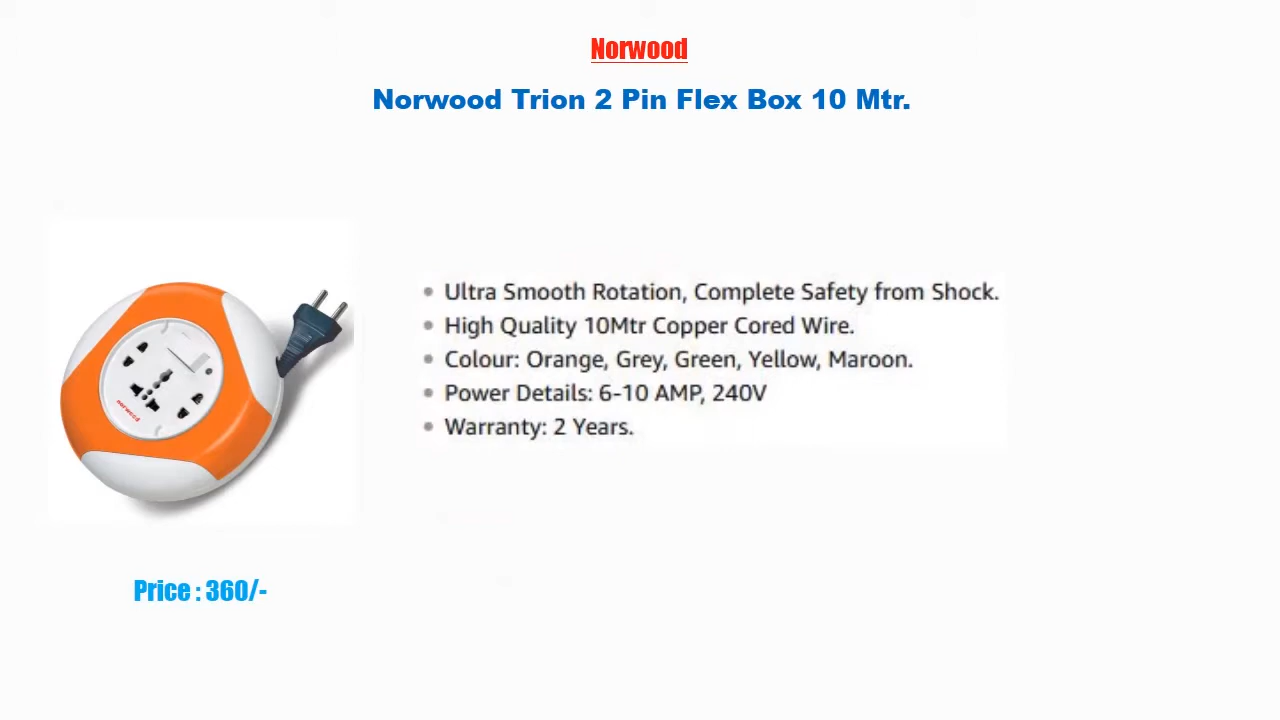 Norwood
Norwood Trion 2 Pin Flex Box 10 Mtr.
• Ultra Smooth Rotation, Complete Safety from Shock.
• High Quality 10Mtr Copper Cored Wire.
• Colour: Orange, Grey, Green, Yellow, Maroon.
• Power Details: 6-10 AMP, 240V
• Warranty: 2 Years.
norwood
Price : 360/-